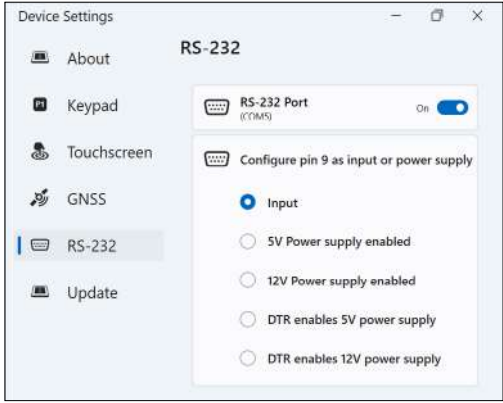 Device Settings
About
P1 Keypad
Touchscreen
GNSS
RS-232
Update
RS-232
RS-232 Port
(COM5)
On
Configure pin 9 as input or power supply
Input
5V Power supply enabled
12V Power supply enabled
DTR enables 5V power supply
DTR enables 12V power supply